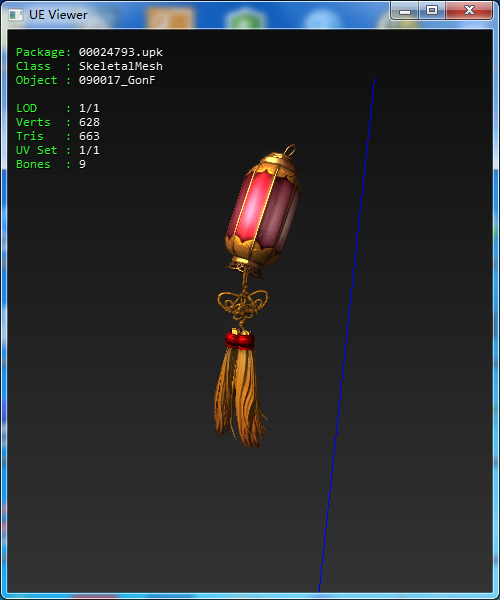 UE Viewer
Package: 00024793.upk
Class : SkeletalMesh
Object : 090017_GonF
LOD : 1/1
Verts : 628
Tris : 663
UV Set : 1/1
Bones : 9